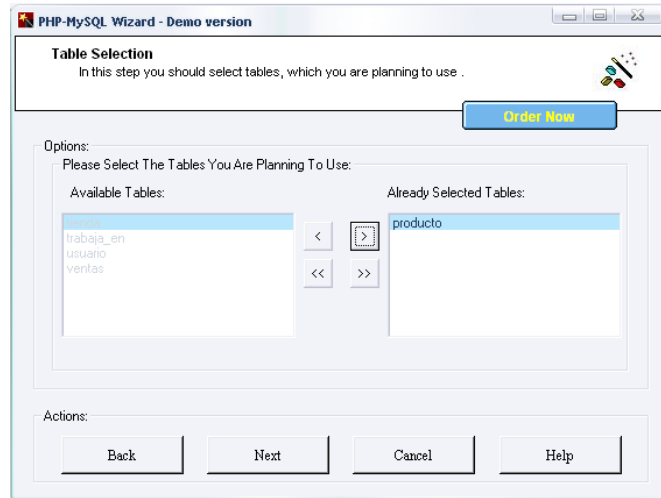 PHP-MySQL Wizard - Demo version
Table Selection
In this step you should select tables, which you are planning to use .
Order Now
Options:
Please Select The Tables You Are Planning To Use:
Available Tables:
Already Selected Tables:
trabaja_en
usuario
ventas
<
>
<<
>>
producto
Actions:
Back
Next
Cancel
Help